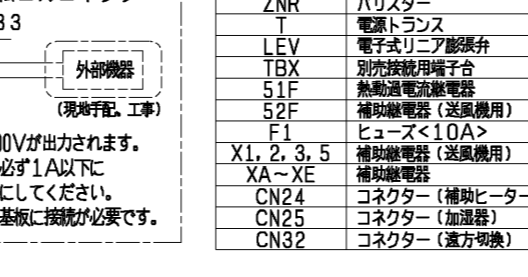 33
外部機器
(現地手配、工事)
0Vが出力されます。
必ず1A以下に
にしてください。
基板に接続が必要です。
ZNR バリスター
T 電源トランス
LEV 電子式リニア膨張弁
TBX 別売接続用端子台
51F 熱動過電流継電器
52F 補助継電器(送風機用)
F1 ヒューズ<10A>
X1, 2, 3, 5 補助継電器(送風機用)
XA~XE 補助継電器
CN24 コネクター(補助ヒーター
CN25 コネクター(加湿器)
CN32 コネクター(遠方切換)